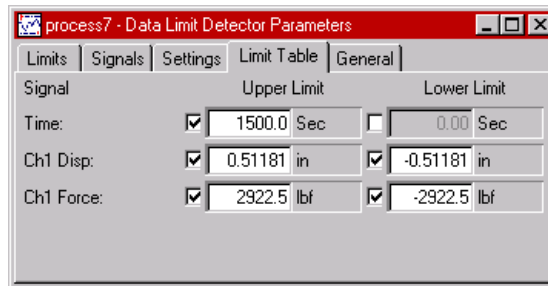 process7 - Data Limit Detector Parameters
Limits Signals Settings Limit Table General
Signal Upper Limit Lower Limit
Time: 1500.0 Sec 0.00 Sec
Ch1 Disp: 0.51181 in -0.51181 in
Ch1 Force: 2922.5 lbf -2922.5 lbf